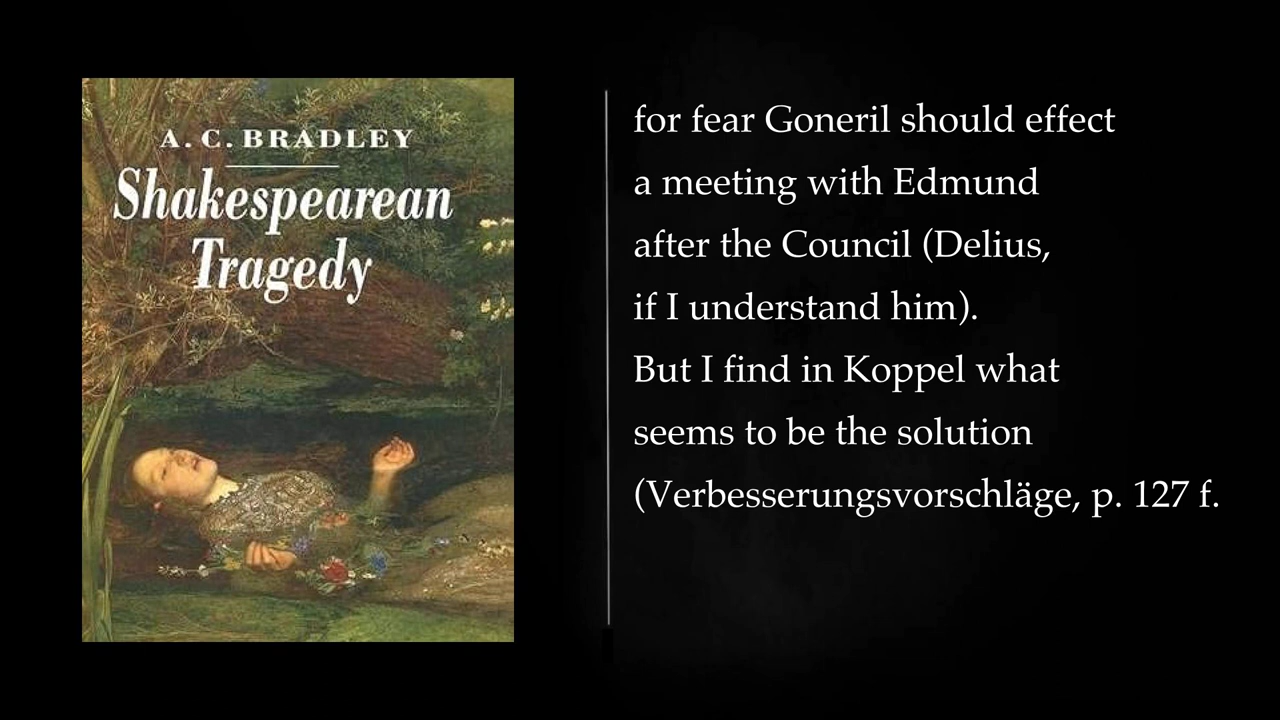 A. C. BRADLEY
Shakespearean
Tragedy
for fear Goneril should effect
a meeting with Edmund
after the Council (Delius,
if I understand him).
But I find in Koppel what
seems to be the solution
(Verbesserungsvorschläge, p. 127 f.